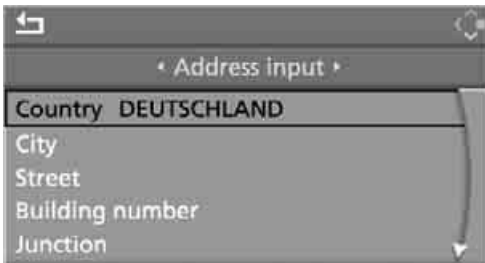 Address input
Country DEUTSCHLAND
City
Street
Building number
Junction